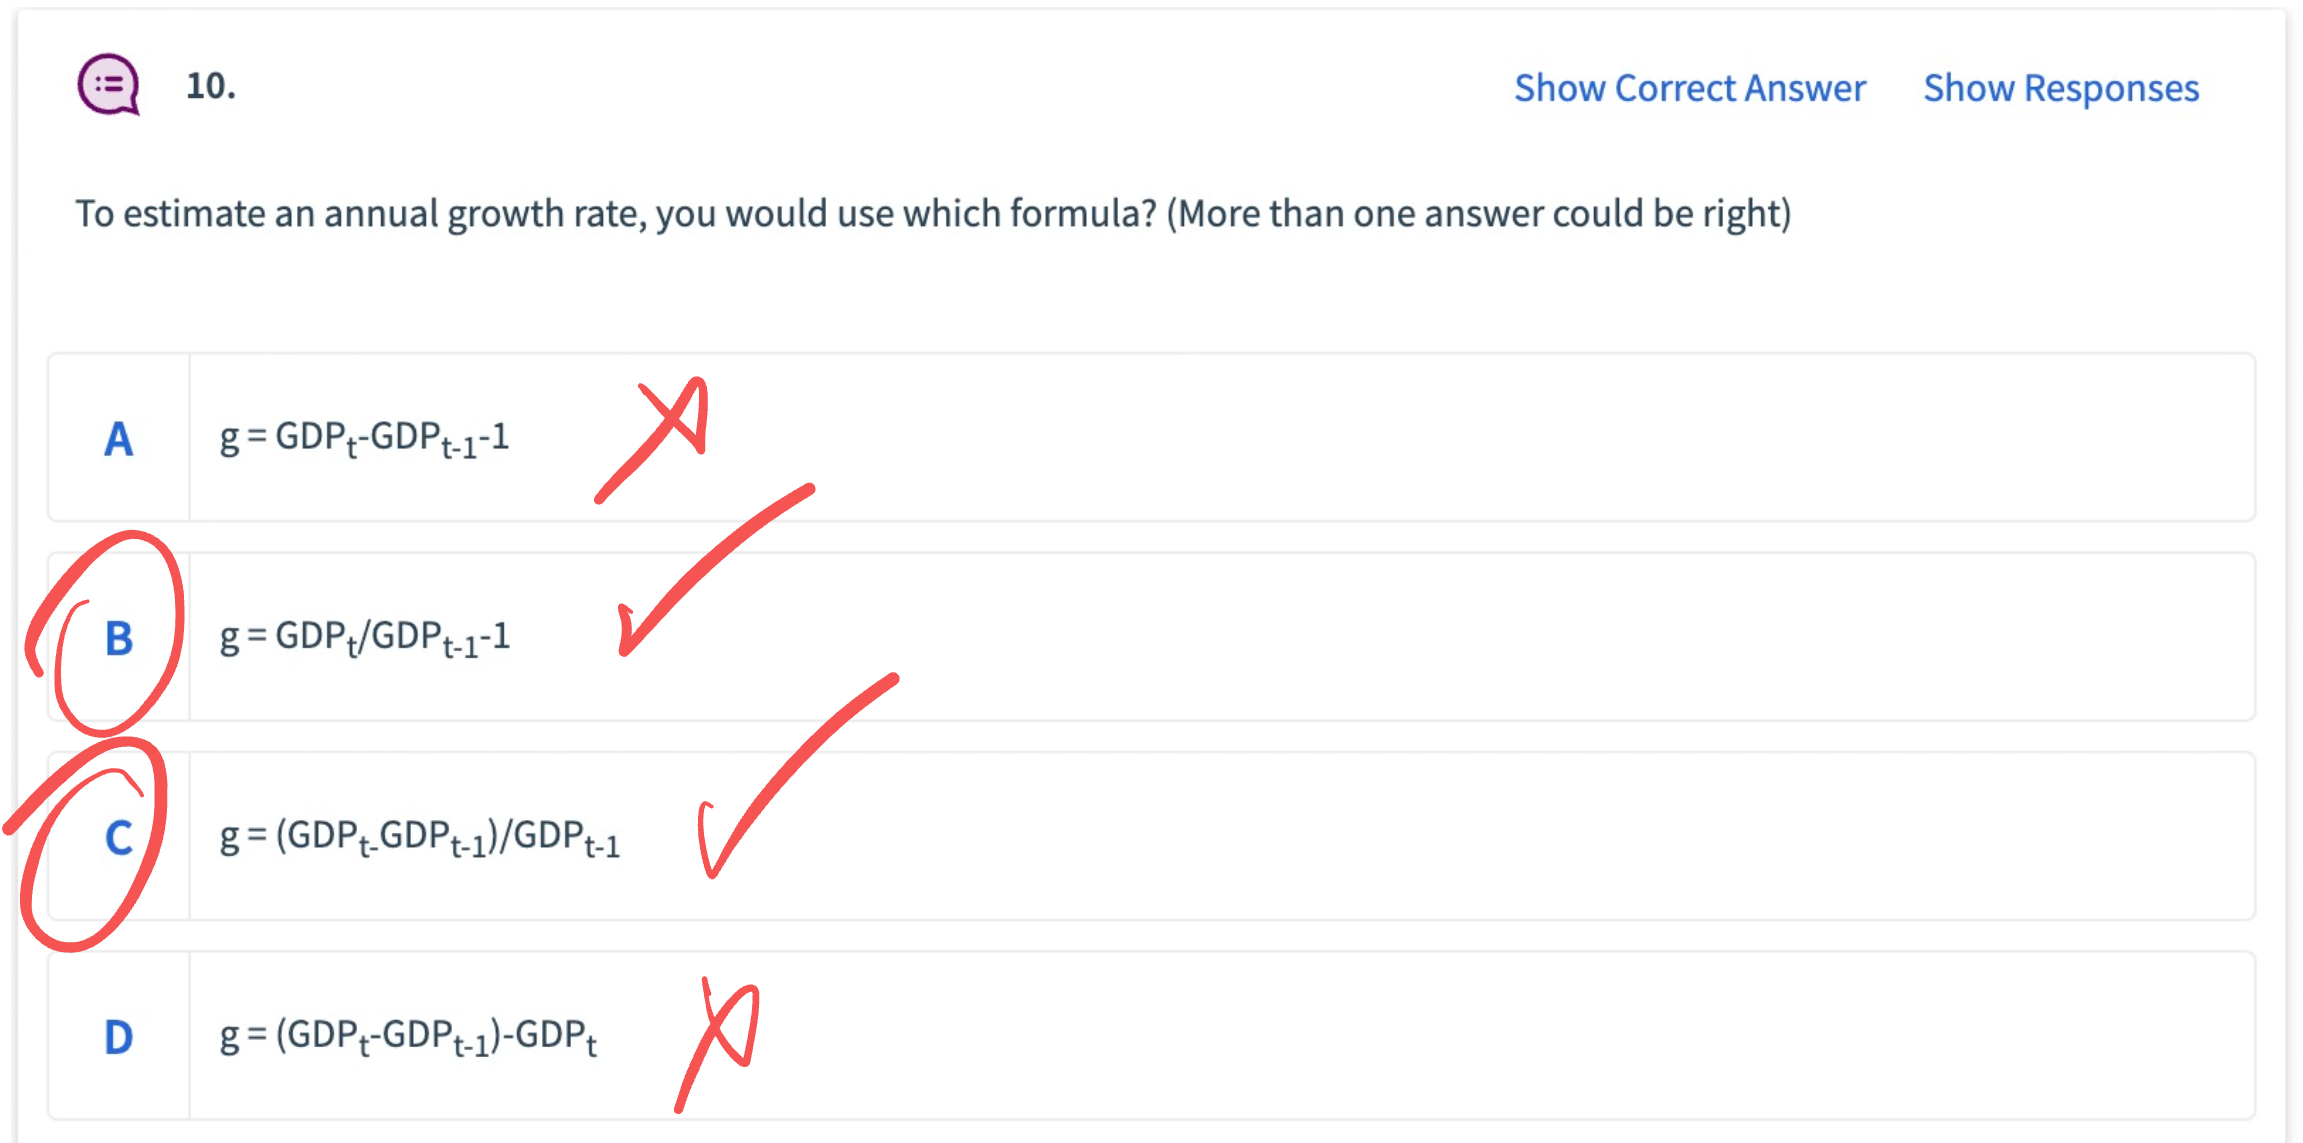 10.
Show Correct Answer Show Responses
To estimate an annual growth rate, you would use which formula? (More than one answer could be right)
A g = GDPt-GDPt-1-1
B g = GDPt/GDPt-1-1
C g = (GDPt-GDPt-1)/GDPt-1
D g = (GDPt-GDPt-1)-GDPt